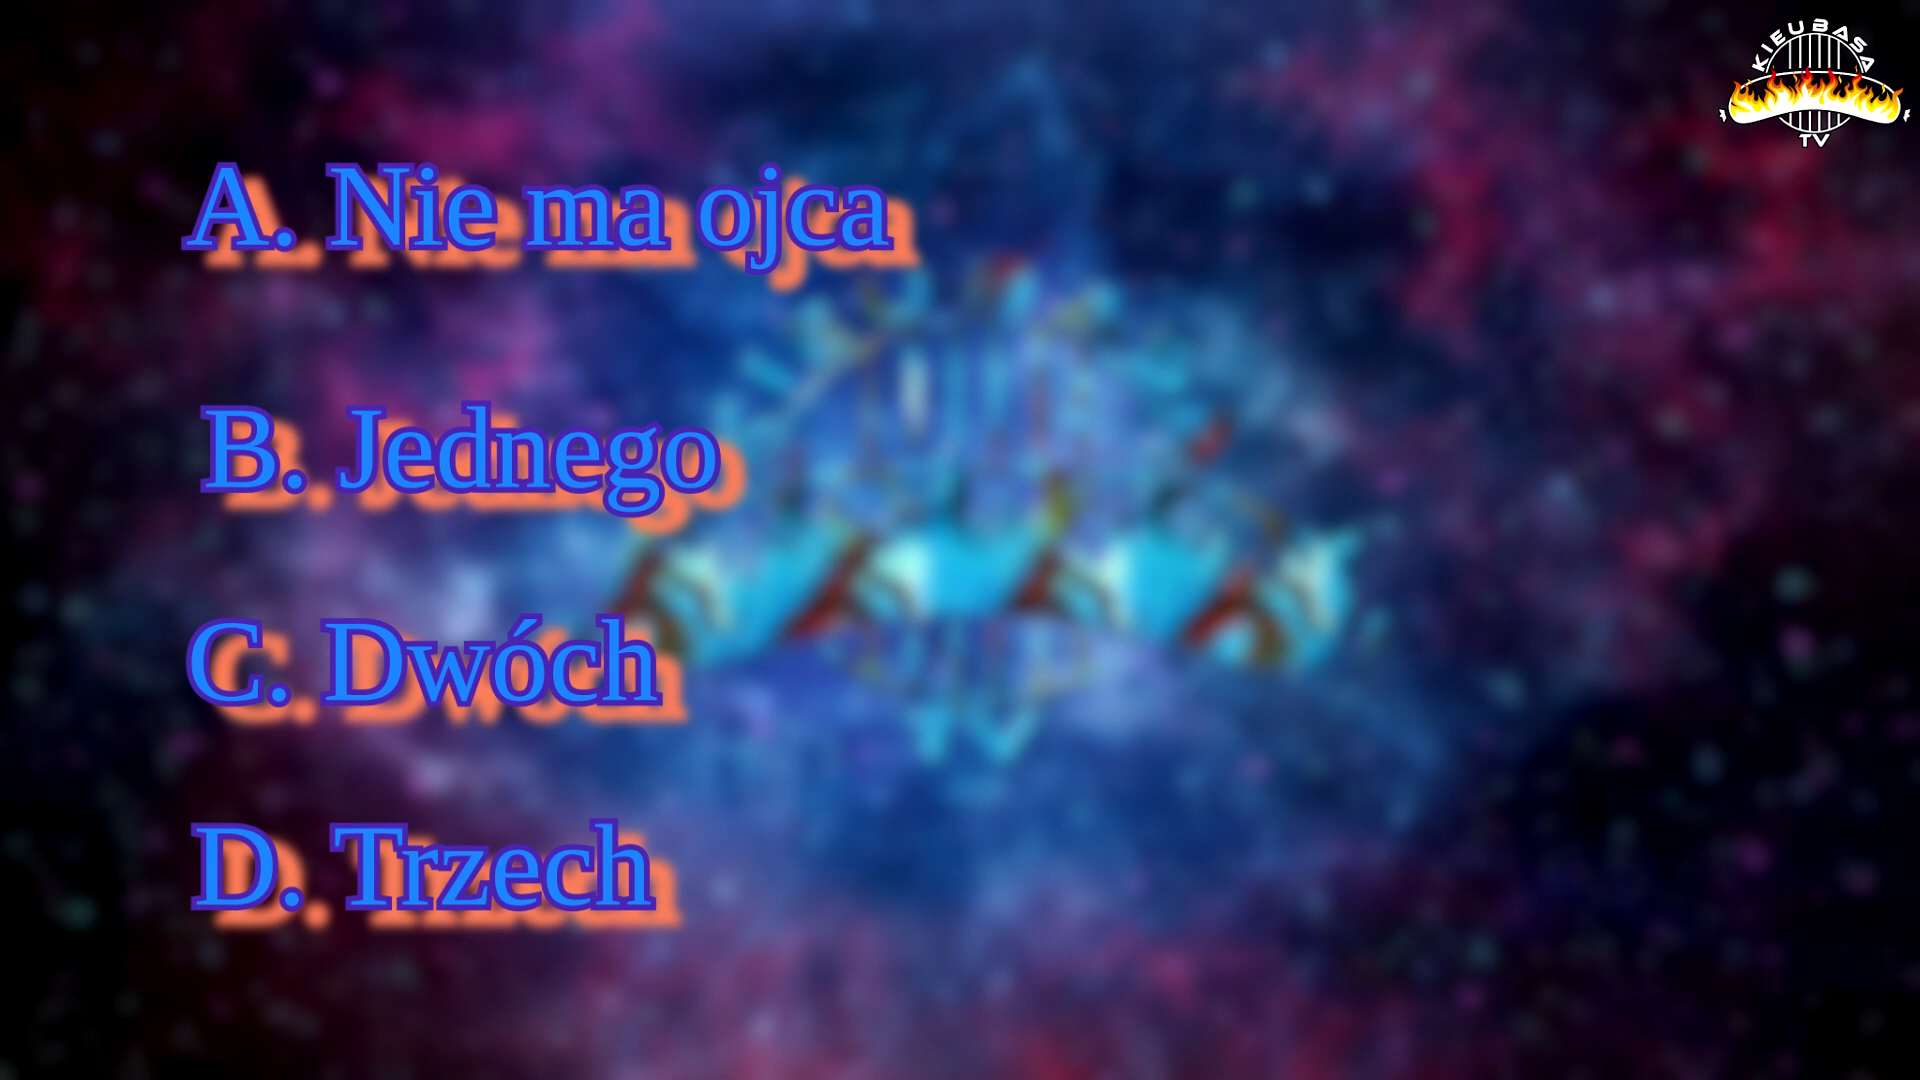 KIEUBASA
TV
A. Nie ma ojca
B. Jednego
C. Dwóch
D. Trzech